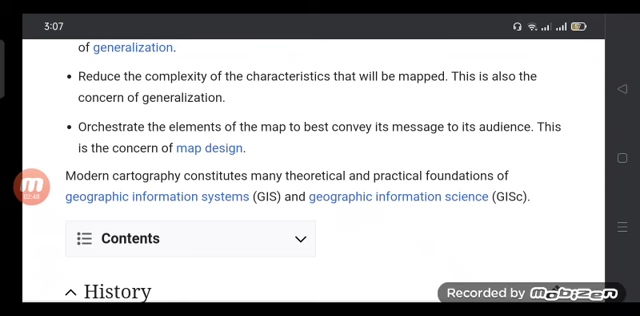 3:07
of generalization.
• Reduce the complexity of the characteristics that will be mapped. This is also the
concern of generalization.
• Orchestrate the elements of the map to best convey its message to its audience. This
is the concern of map design.
Modern cartography constitutes many theoretical and practical foundations of
geographic information systems (GIS) and geographic information science (GISc).
Contents
History
Recorded by mobizen